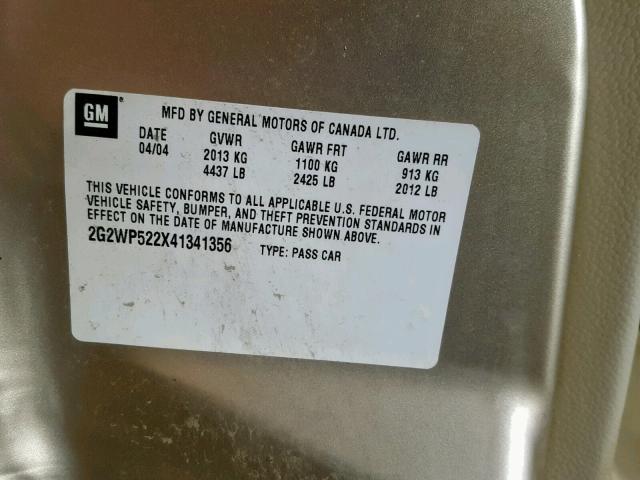 GM
MFD BY GENERAL MOTORS OF CANADA LTD.
DATE GVWR GAWR FRT GAWR RR
04/04 2013 KG 1100 KG 913 KG
4437 LB 2425 LB 2012 LB
THIS VEHICLE CONFORMS TO ALL APPLICABLE U.S. FEDERAL MOTOR
VEHICLE SAFETY, BUMPER, AND THEFT PREVENTION STANDARDS IN
EFFECT ON THE DATE OF MANUFACTURE SHOWN ABOVE.
2G2WP522X41341356 TYPE: PASS CAR